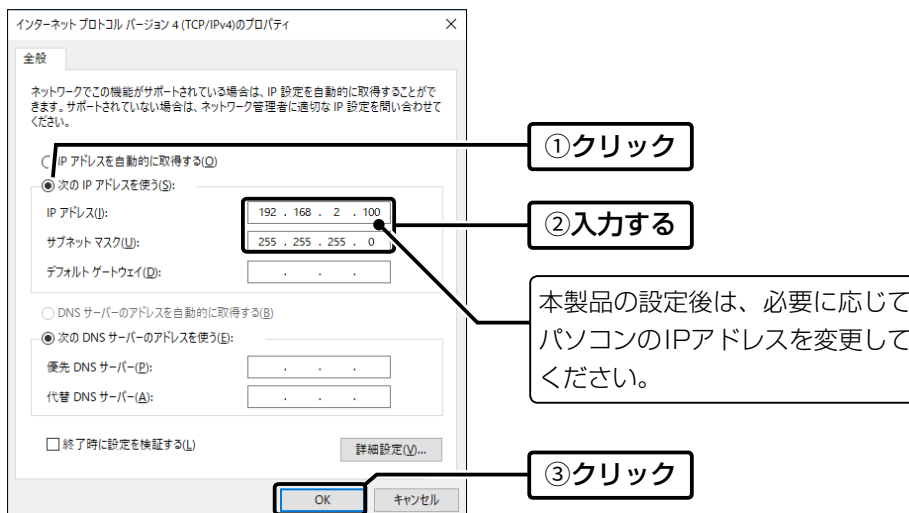 インターネット プロトコル バージョン 4 (TCP/IPv4)のプロパティ
全般
ネットワークでこの機能がサポートされている場合は、IP 設定を自動的に取得することがで
きます。サポートされていない場合は、ネットワーク管理者に適切な IP 設定を問い合わせて
ください。
IP アドレスを自動的に取得する(O)
次の IP アドレスを使う(S):
IP アドレス(I): 192 . 168 . 2 . 100
サブネット マスク(U): 255 . 255 . 255 . 0
デフォルト ゲートウェイ(D): . . .
DNS サーバーのアドレスを自動的に取得する(B)
次の DNS サーバーのアドレスを使う(E):
優先 DNS サーバー(P): . . .
代替 DNS サーバー(A): . . .
終了時に設定を検証する(L)
詳細設定(V)...
OK
キャンセル
①クリック
②入力する
本製品の設定後は、必要に応じて
パソコンのIPアドレスを変更して
ください。
③クリック